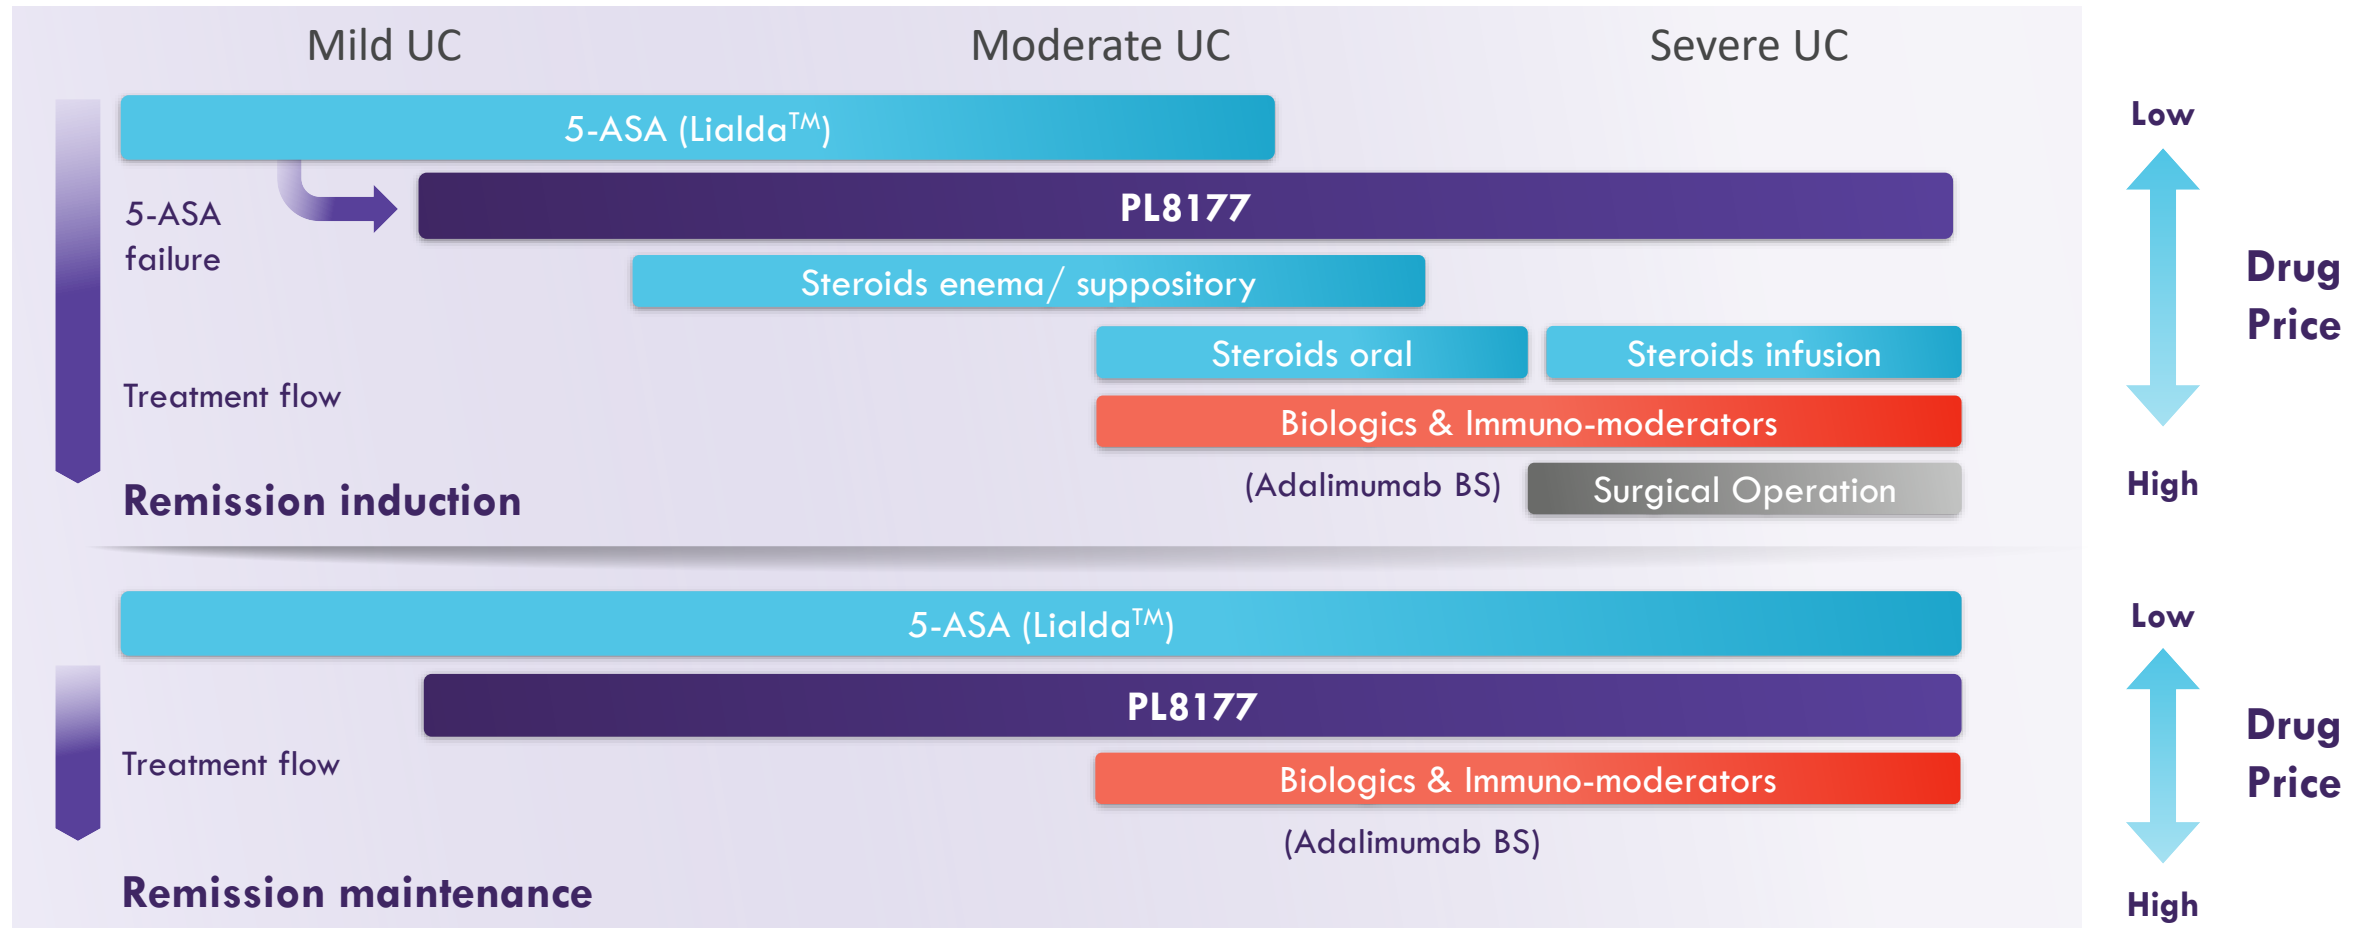 Mild UC
Moderate UC
Severe UC
5-ASA (Lialda™)
PL8177
5-ASA
failure
Steroids enema/ suppository
Steroids oral
Steroids infusion
Treatment flow
Biologics & Immuno-moderators
(Adalimumab BS)
Surgical Operation
Remission induction
Low
Drug
Price
High
5-ASA (Lialda™)
PL8177
Treatment flow
Biologics & Immuno-moderators
(Adalimumab BS)
Remission maintenance
Low
Drug
Price
High